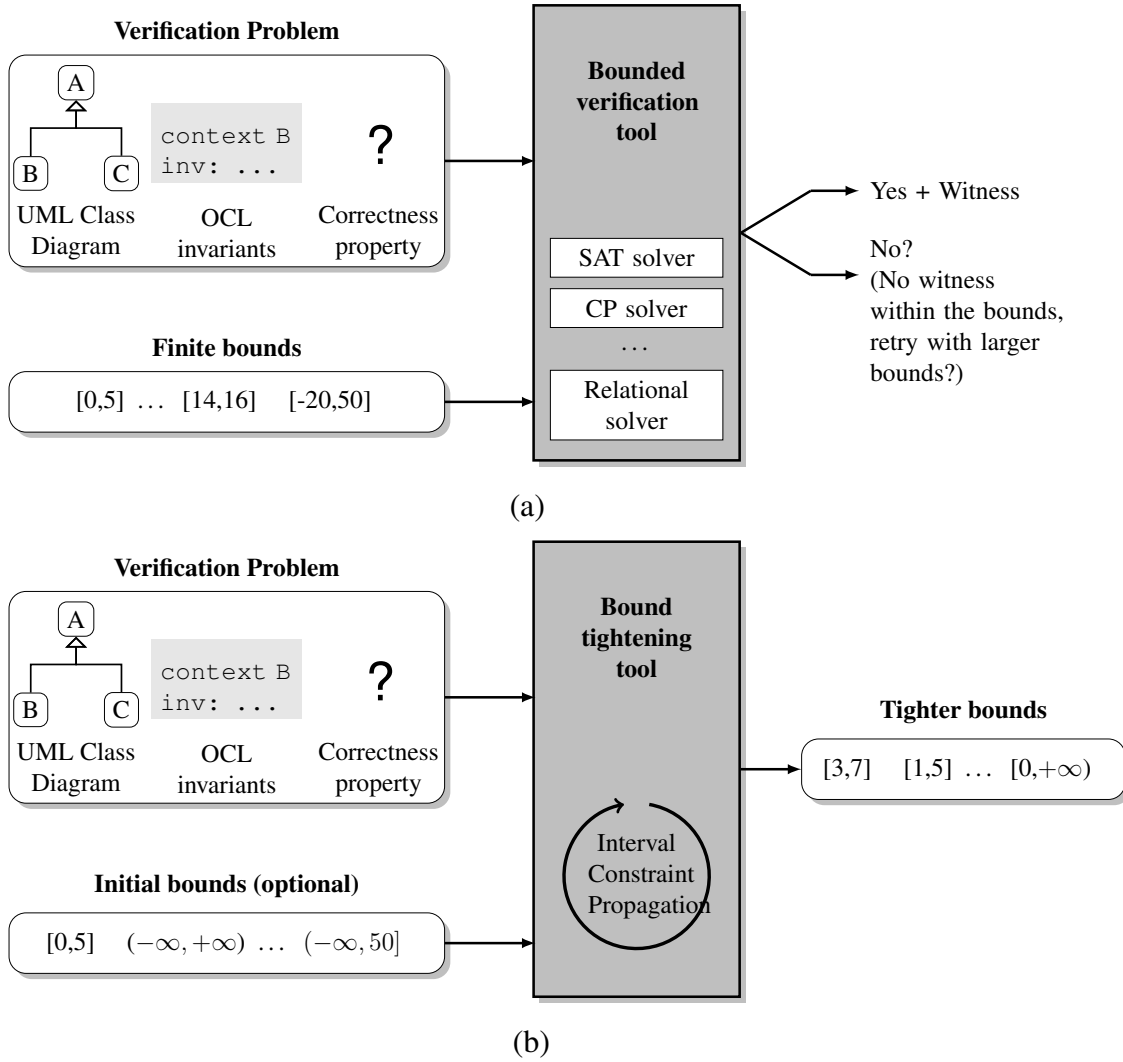 Verification Problem
A
B
C
UML Class
Diagram
context B
inv: ...
OCL
invariants
?
Correctness
property
Finite bounds
[0,5] ... [14,16] [-20,50]
Bounded
verification
tool
SAT solver
CP solver
...
Relational
solver
Yes + Witness
No?
(No witness
within the bounds,
retry with larger
bounds?)
(a)
Verification Problem
A
B
C
UML Class
Diagram
context B
inv: ...
OCL
invariants
?
Correctness
property
Initial bounds (optional)
[0,5] (−∞, +∞) ... (−∞, 50]
Bound
tightening
tool
Interval
Constraint
Propagation
Tighter bounds
[3,7] [1,5] ... [0,+∞)
(b)